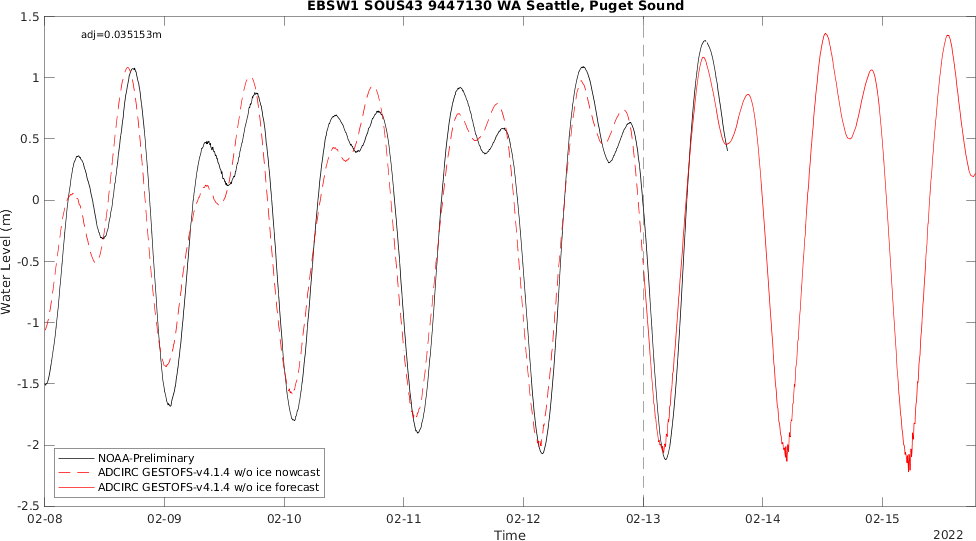 EBSW1 SOUS43 9447130 WA Seattle, Puget Sound
adj=0.035153m
1.5
1
0.5
0
-0.5
-1
-1.5
-2
-2.5
Water Level (m)
NOAA-Preliminary
ADCIRC GESTOFS-v4.1.4 w/o ice nowcast
ADCIRC GESTOFS-v4.1.4 w/o ice forecast
02-08 02-09 02-10 02-11 02-12 02-13 02-14 02-15
Time
2022